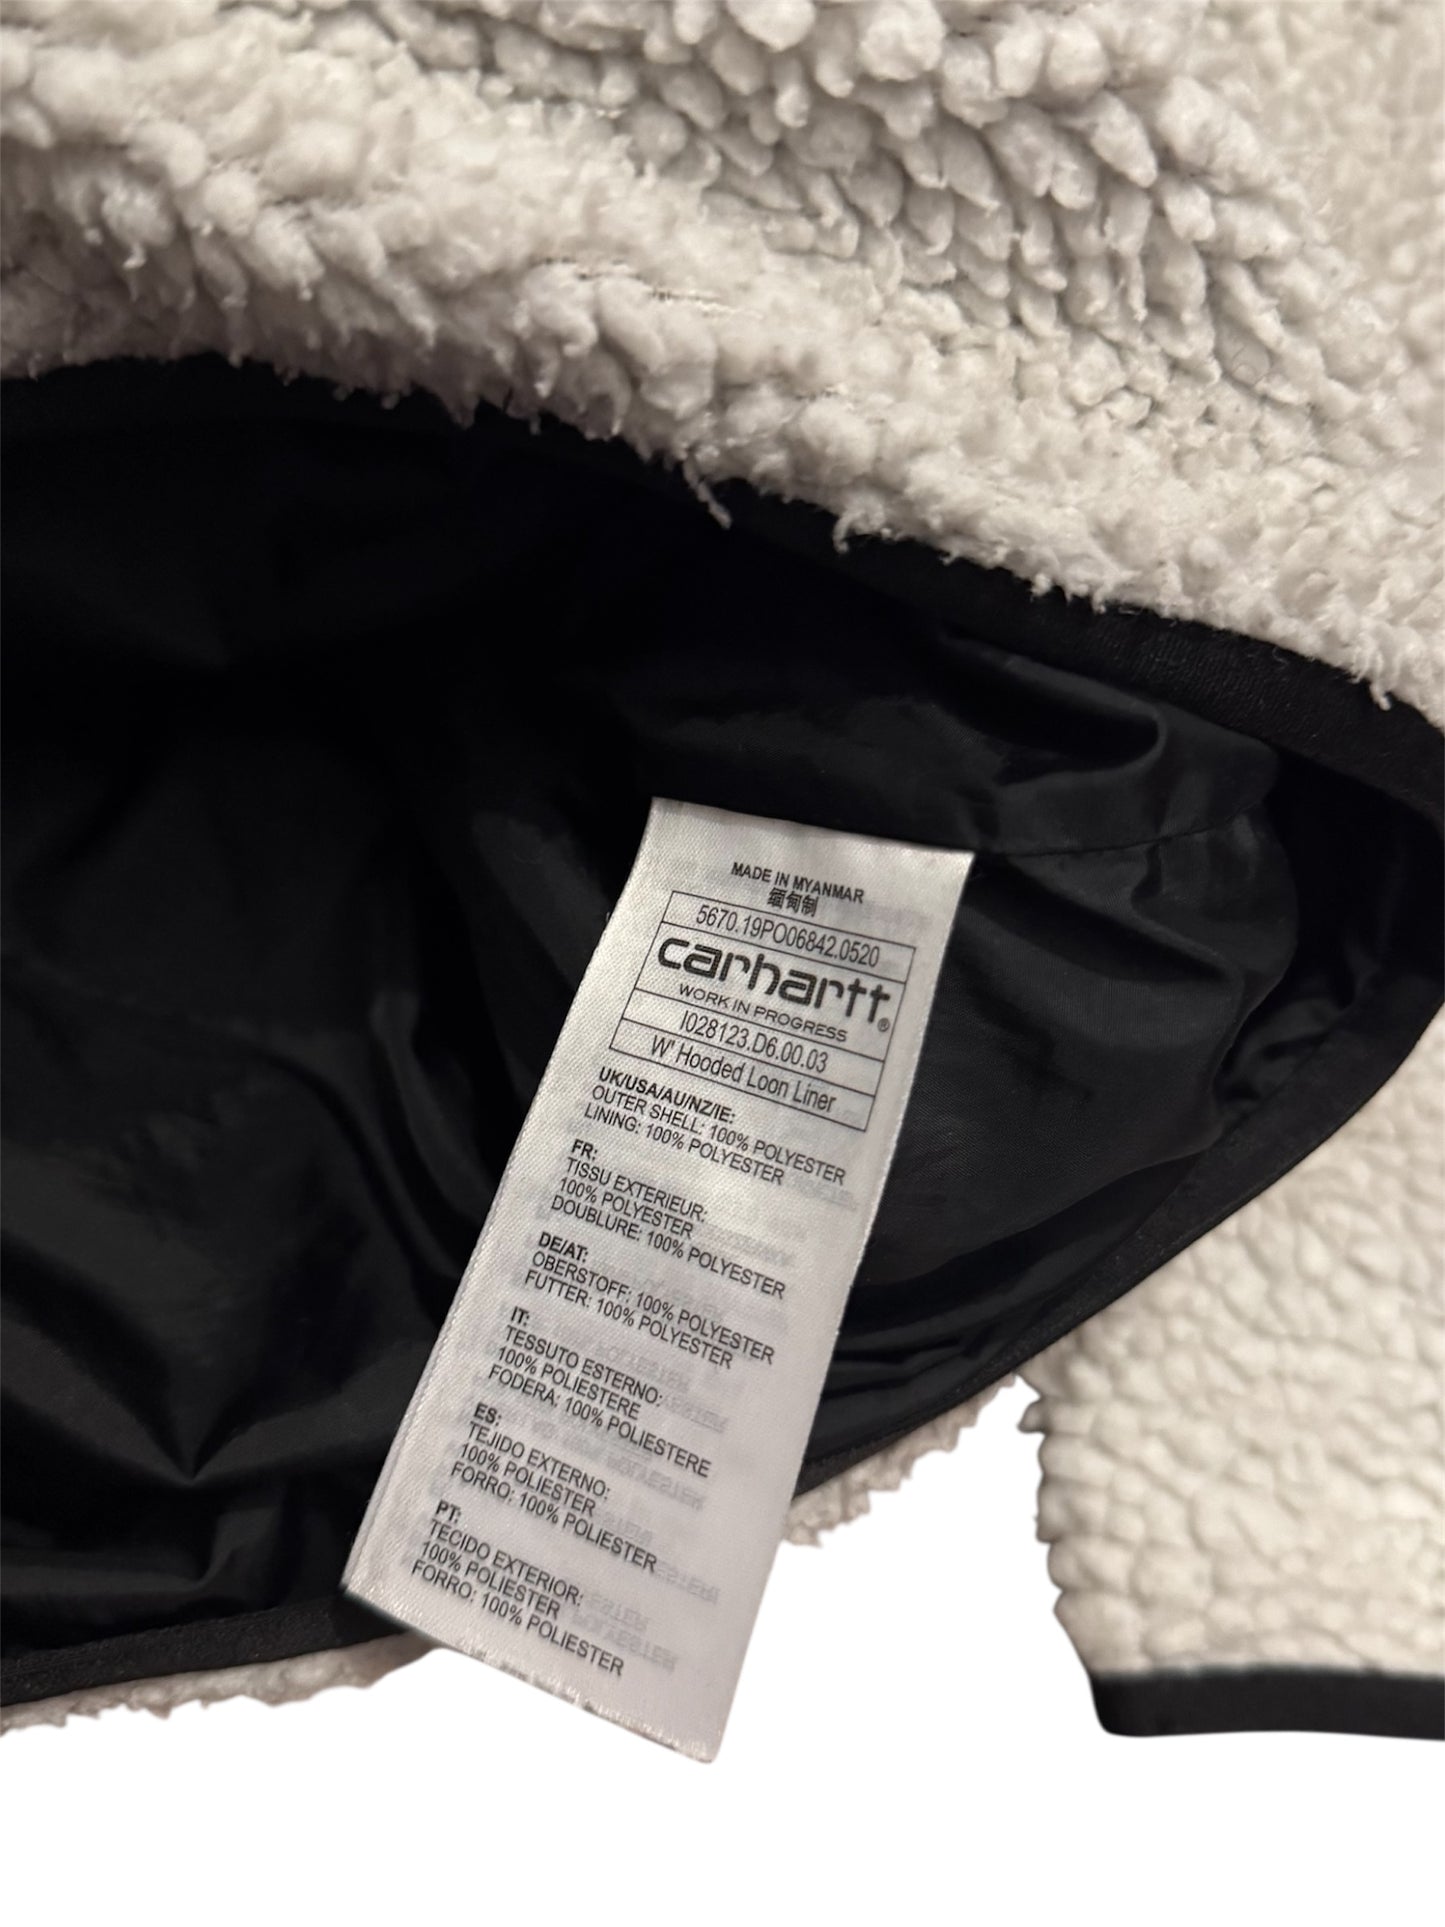 MADE IN MYANMAR
缅甸制
5670.19PO06842.0520
carhartt®
WORK IN PROGRESS
I028123.D6.00.03
W' Hooded Loon Liner
UK/USA/AU/NZ/IE:
OUTER SHELL: 100% POLYESTER
LINING: 100% POLYESTER
FR:
TISSU EXTERIEUR:
100% POLYESTER
DOUBLURE: 100% POLYESTER
DE/AT:
OBERSTOFF: 100% POLYESTER
FUTTER: 100% POLYESTER
IT:
TESSUTO ESTERNO:
100% POLIESTERE
FODERA: 100% POLIESTERE
ES:
TEJIDO EXTERNO:
100% POLIESTER
FORRO: 100% POLIESTER
PT:
TECIDO EXTERIOR:
100% POLIESTER
FORRO: 100% POLIESTER